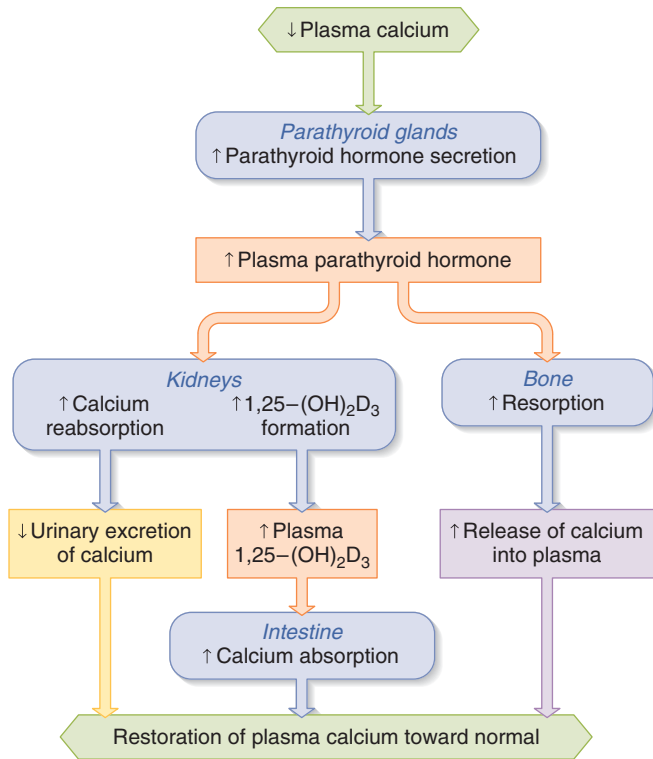 ↓Plasma calcium
Parathyroid glands
↑Parathyroid hormone secretion
↑Plasma parathyroid hormone
Kidneys
↑Calcium
reabsorption
↑1,25–(OH)₂D₃
formation
Bone
↑Resorption
↓Urinary excretion
of calcium
↑Plasma
1,25–(OH)₂D₃
↑Release of calcium
into plasma
Intestine
↑Calcium absorption
Restoration of plasma calcium toward normal